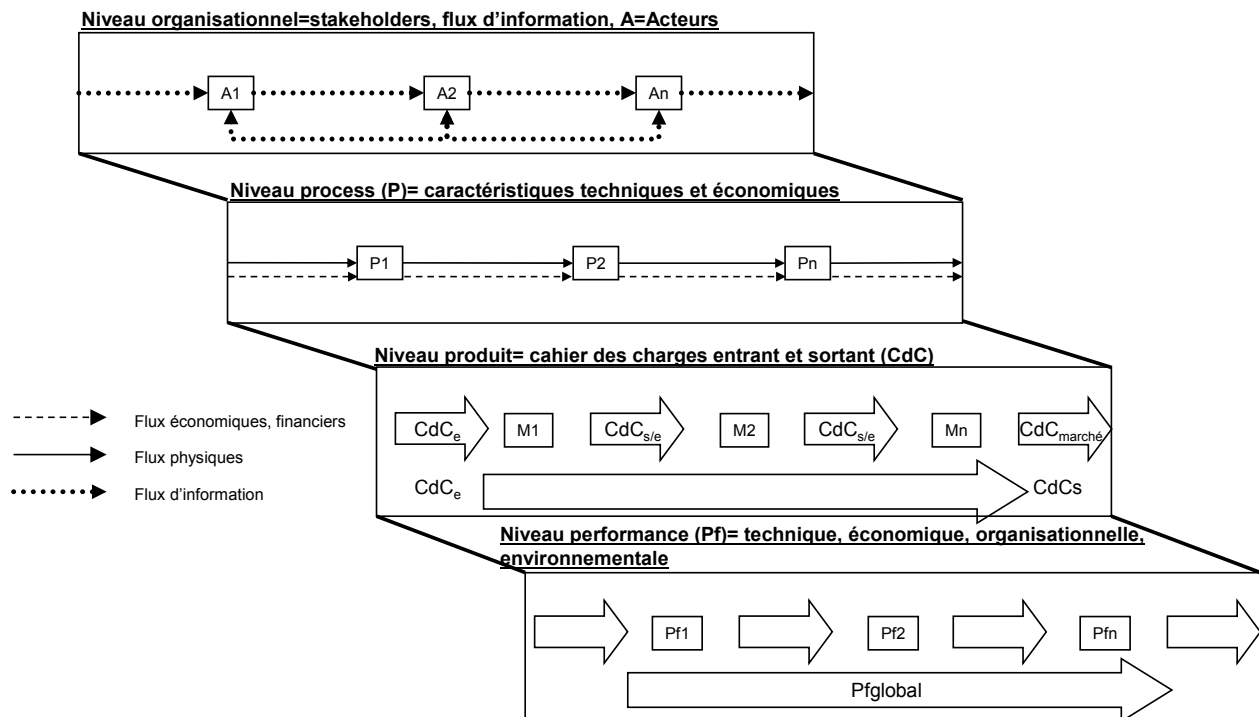 Niveau organisationnel=stakeholders, flux d’information, A=Acteurs
A1
A2
An
Niveau process (P)= caractéristiques techniques et économiques
P1
P2
Pn
Niveau produit= cahier des charges entrant et sortant (CdC)
CdCe
M1
CdCs/e
M2
CdCs/e
Mn
CdCmarché
CdCe
CdCs
Flux économiques, financiers
Flux physiques
Flux d’information
Niveau performance (Pf)= technique, économique, organisationnelle,
environnementale
Pf1
Pf2
Pfn
Pfglobal